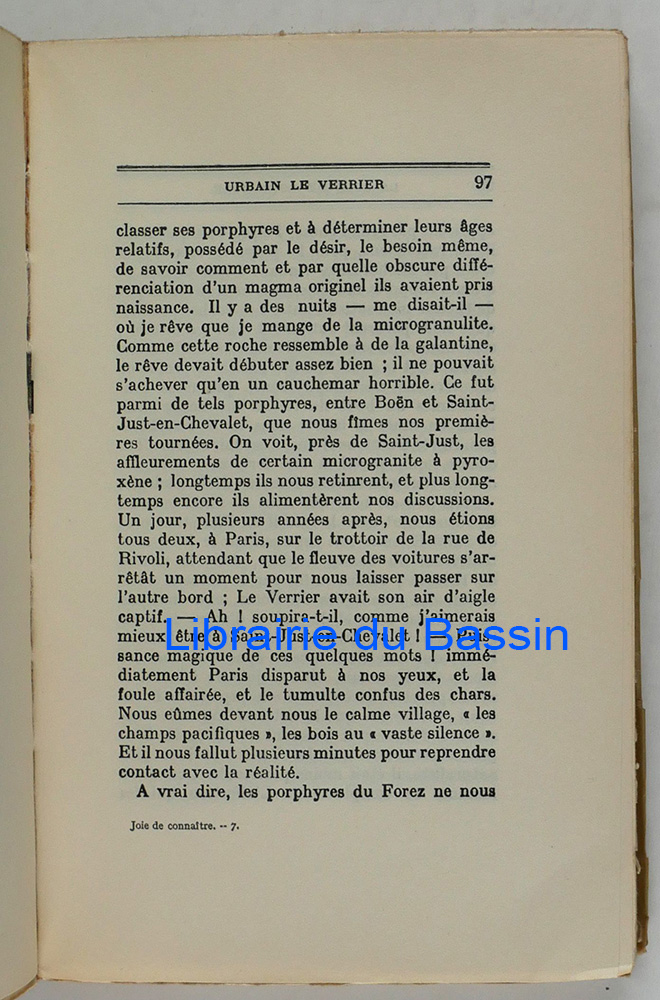 URBAIN LE VERRIER 97
classer ses porphyres et à déterminer leurs âges
relatifs, possédé par le désir, le besoin même,
de savoir comment et par quelle obscure diffé-
renciation d'un magma originel ils avaient pris
naissance. Il y a des nuits — me disait-il —
où je rêve que je mange de la microgranulite.
Comme cette roche ressemble à de la galantine,
le rêve devait débuter assez bien ; il ne pouvait
s'achever qu'en un cauchemar horrible. Ce fut
parmi de tels porphyres, entre Boën et Saint-
Just-en-Chevalet, que nous fîmes nos premiè-
res tournées. On voit, près de Saint-Just, les
affleurements de certain microgranite à pyro-
xène ; longtemps ils nous retinrent, et plus long-
temps encore ils alimentèrent nos discussions.
Un jour, plusieurs années après, nous étions
tous deux, à Paris, sur le trottoir de la rue de
Rivoli, attendant que le fleuve des voitures s'ar-
rêtât un moment pour nous laisser passer sur
l'autre bord ; Le Verrier avait son air d'aigle
captif. — Ah ! soupira-t-il, comme j'aimerais
mieux être à Saint-Just-en-Chevalet ! — Puis-
Librairie du Bassin
sance magique de ces quelques mots ! immé-
diatement Paris disparut à nos yeux, et la
foule affairée, et le tumulte confus des chars.
Nous eûmes devant nous le calme village, « les
champs pacifiques », les bois au « vaste silence ».
Et il nous fallut plusieurs minutes pour reprendre
contact avec la réalité.
A vrai dire, les porphyres du Forez ne nous
Joie de connaître. -- 7.